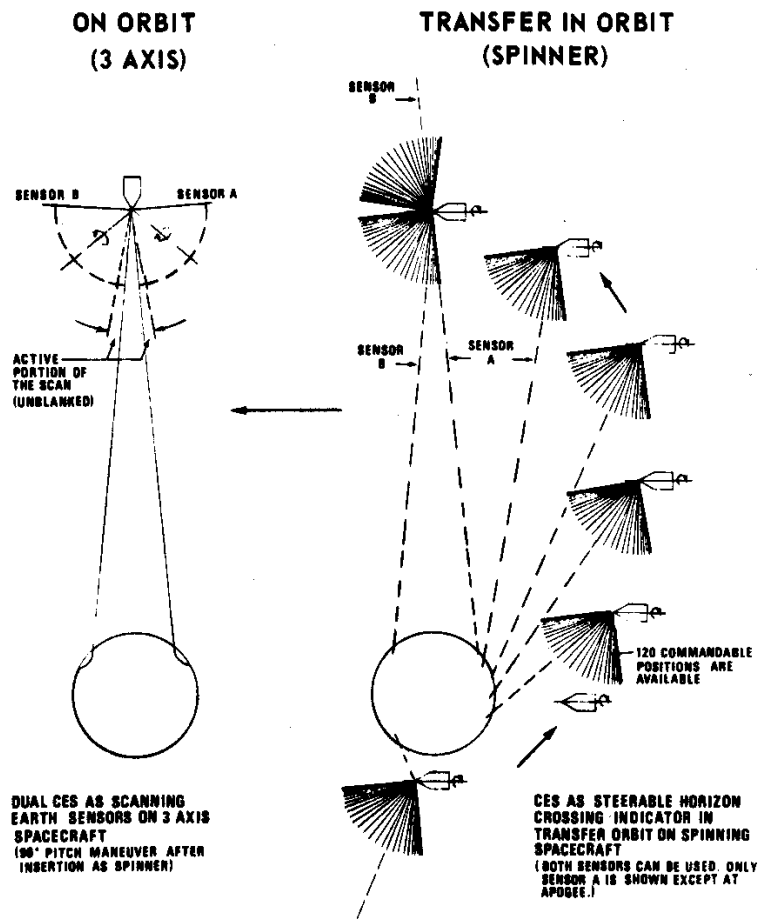 ON ORBIT
(3 AXIS)
TRANSFER IN ORBIT
(SPINNER)
SENSOR
B
SENSOR B
SENSOR A
SENSOR
B
SENSOR
A
ACTIVE
PORTION OF
THE SCAN
(UNBLANKED)
120 COMMANDABLE
POSITIONS ARE
AVAILABLE
DUAL CES AS SCANNING
EARTH SENSORS ON 3 AXIS
SPACECRAFT
(90° PITCH MANEUVER AFTER
INSERTION AS SPINNER)
CES AS STEERABLE HORIZON
CROSSING INDICATOR IN
TRANSFER ORBIT ON SPINNING
SPACECRAFT
(BOTH SENSORS CAN BE USED. ONLY
SENSOR A IS SHOWN EXCEPT AT
APOGEE.)